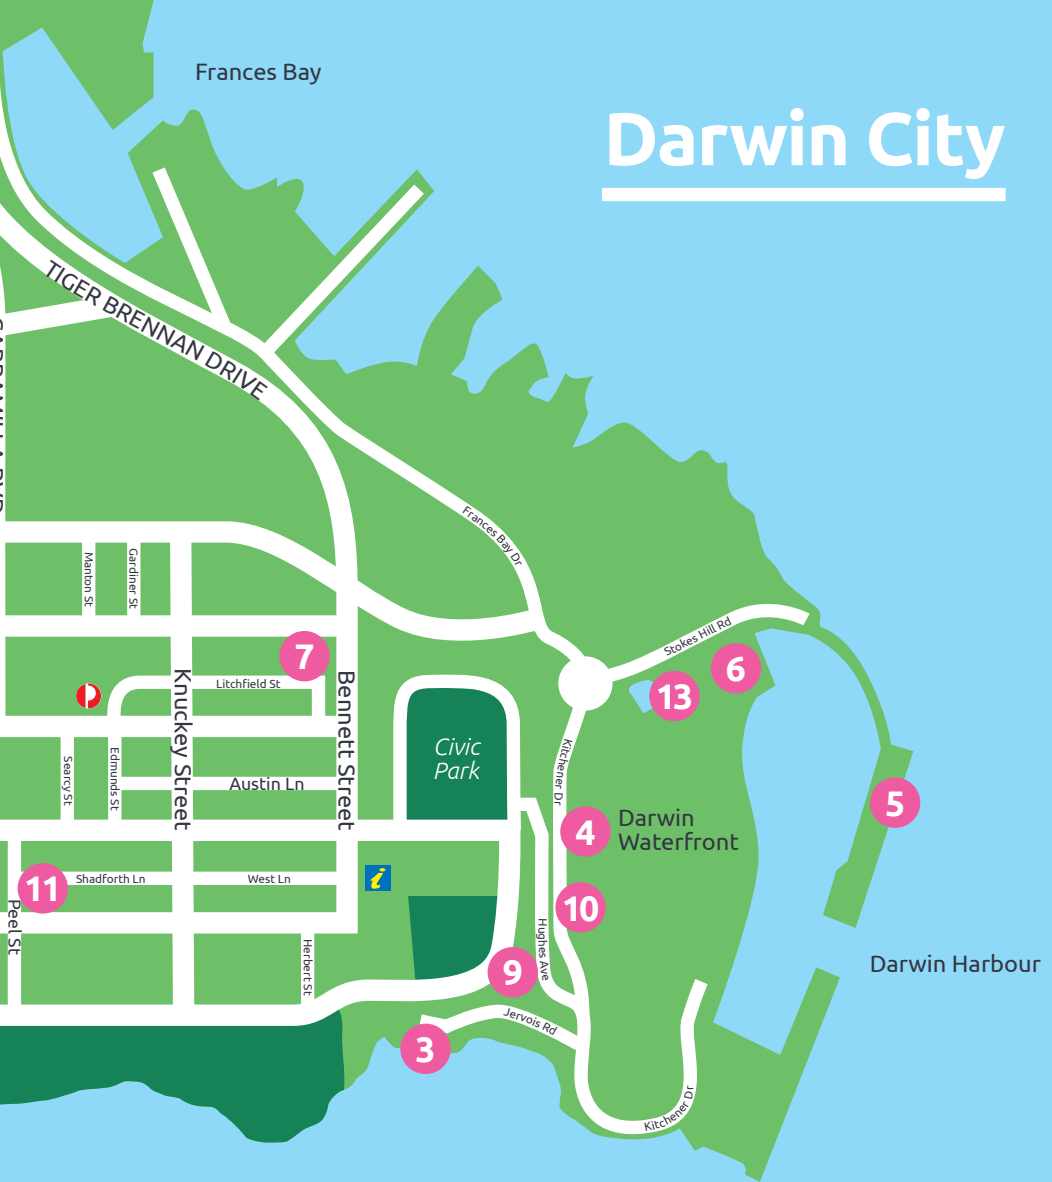 Frances Bay
Darwin City
TIGER BRENNAN DRIVE
Frances Bay Dr
Manton St
Gardiner St
Stokes Hill Rd
7
6
13
Litchfield St
Knuckey Street
Bennett Street
Civic
Park
Kitchener Dr
Searcy St
Edmunds St
Austin Ln
5
4
Darwin
Waterfront
11
Shadforth Ln
West Ln
i
10
Peel St
Hughes Ave
Herbert St
9
Darwin Harbour
Jervois Rd
3
Kitchener Dr